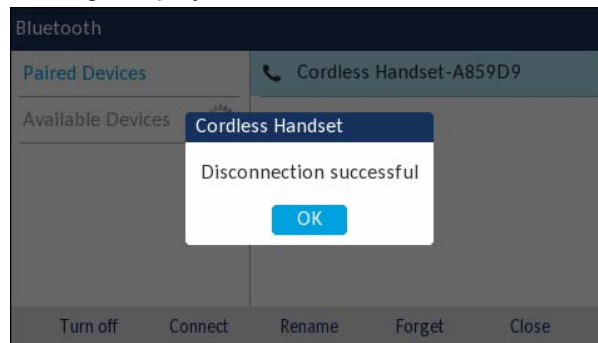 Bluetooth
Paired Devices
Cordless Handset-A859D9
Available Devices
Cordless Handset
Disconnection successful
OK
Turn off Connect Rename Forget Close